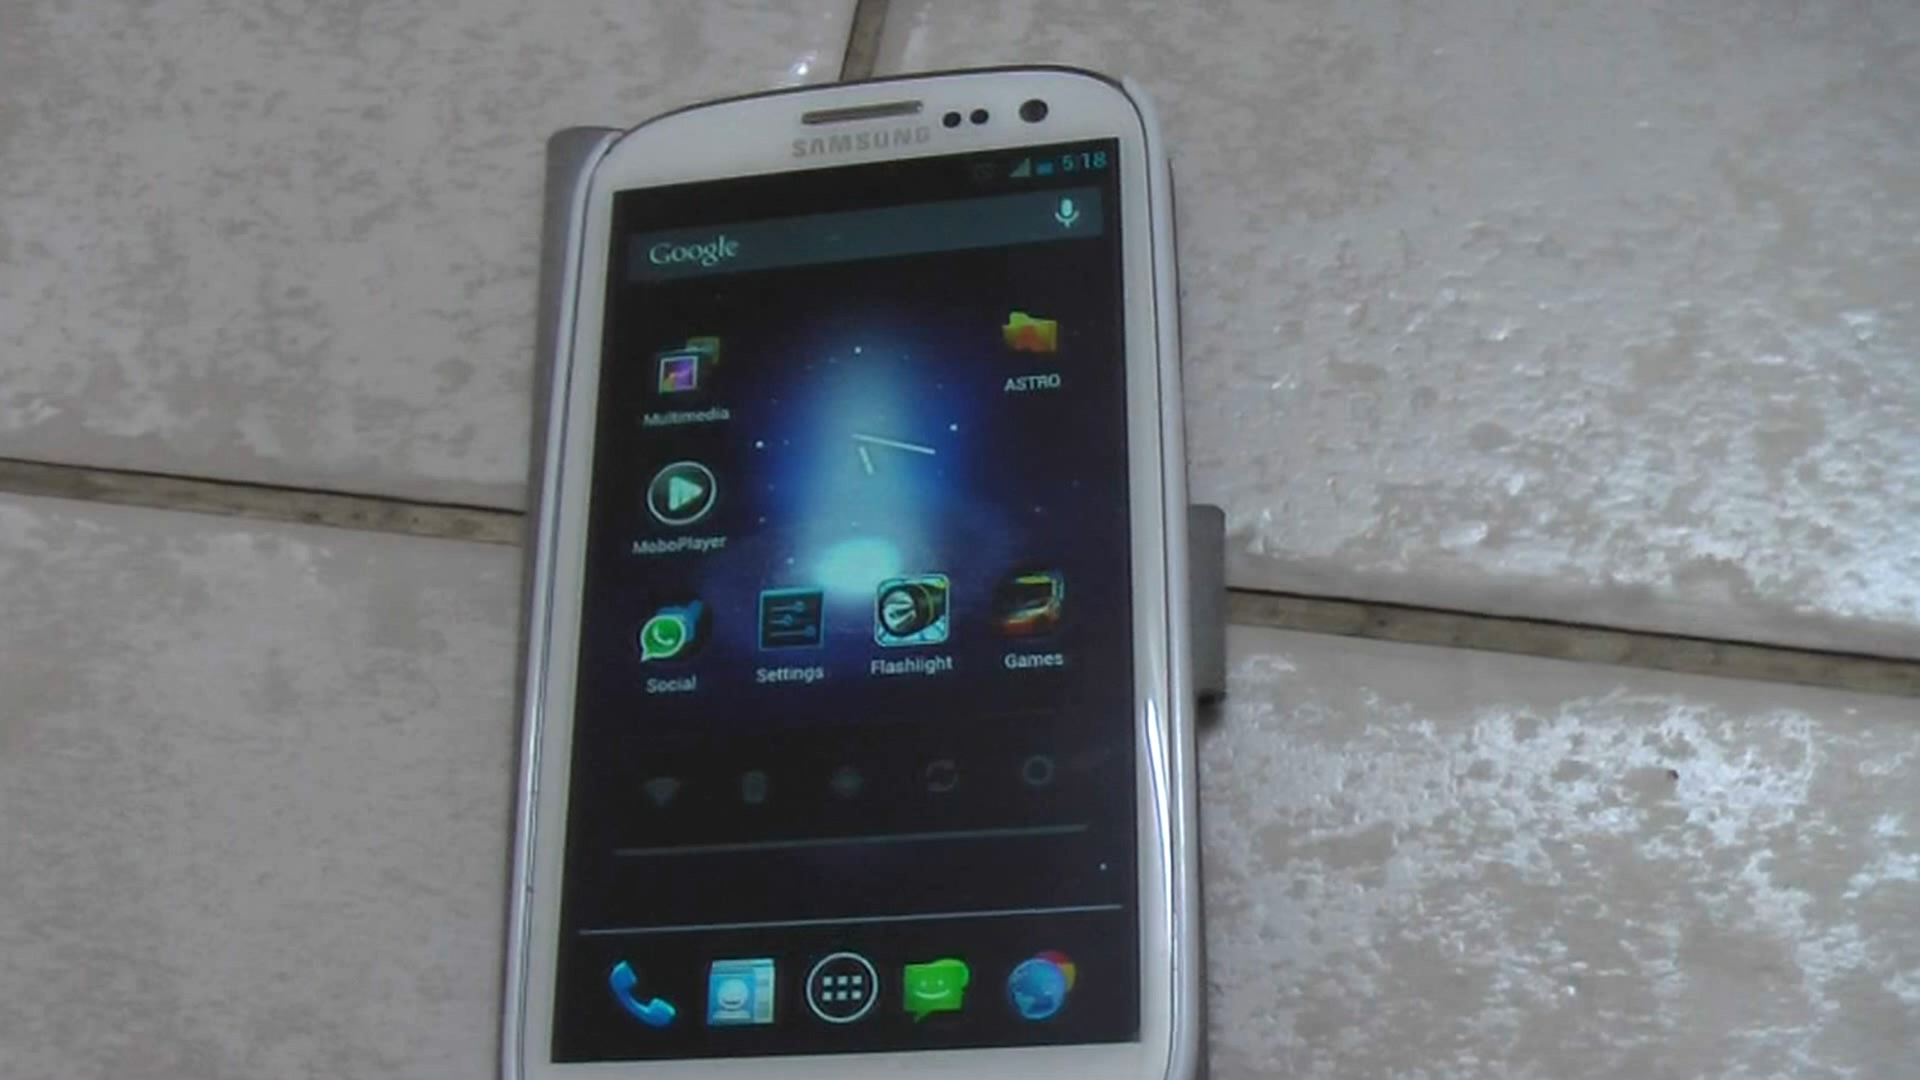 SAMSUNG
5:18
Google
Multimedia
ASTRO
MoboPlayer
Social
Settings
Flashlight
Games